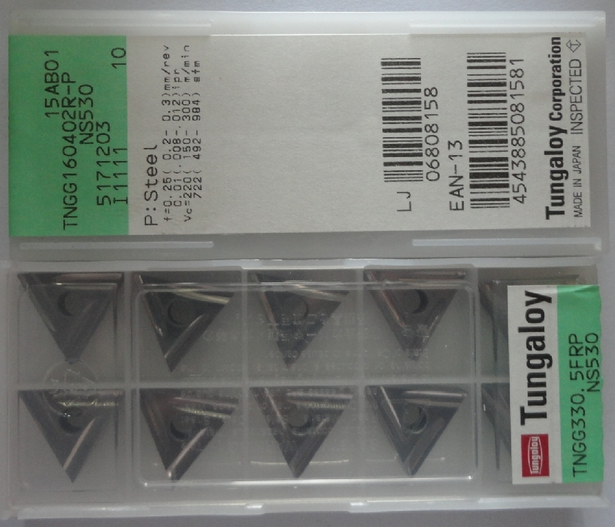 15AB01
TNGG160402R-P
NS530
5171203
I11111 10
P:Steel
f=0.25( 0.2- 0.3)mm/rev
0.01(.008-.012)ipr
Vc=220( 150- 300) m/min
722( 492- 984) sfm
LJ
06808158
EAN-13
4543885081581
Tungaloy Corporation
MADE IN JAPAN INSPECTED
Tungaloy
Tungaloy
TNGG330.5FRP
NS530